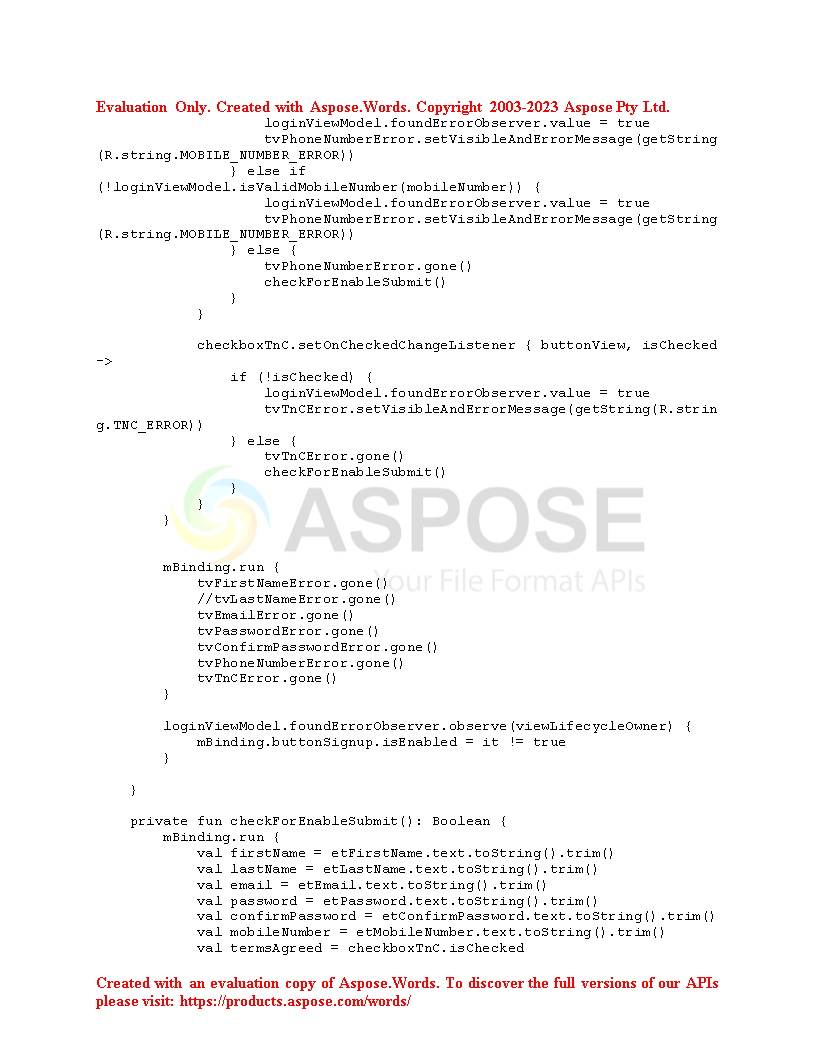 Evaluation Only. Created with Aspose.Words. Copyright 2003-2023 Aspose Pty Ltd.
                    loginViewModel.foundErrorObserver.value = true
                    tvPhoneNumberError.setVisibleAndErrorMessage(getString
(R.string.MOBILE_NUMBER_ERROR))
                } else if
(!loginViewModel.isValidMobileNumber(mobileNumber)) {
                    loginViewModel.foundErrorObserver.value = true
                    tvPhoneNumberError.setVisibleAndErrorMessage(getString
(R.string.MOBILE_NUMBER_ERROR))
                } else {
                    tvPhoneNumberError.gone()
                    checkForEnableSubmit()
                }
            }

            checkboxTnC.setOnCheckedChangeListener { buttonView, isChecked
->
                if (!isChecked) {
                    loginViewModel.foundErrorObserver.value = true
                    tvTnCError.setVisibleAndErrorMessage(getString(R.strin
g.TNC_ERROR))
                } else {
                    tvTnCError.gone()
                    checkForEnableSubmit()
                }
            }
        }
ASPOSE
Your File Format APIs

        mBinding.run {
            tvFirstNameError.gone()
            //tvLastNameError.gone()
            tvEmailError.gone()
            tvPasswordError.gone()
            tvConfirmPasswordError.gone()
            tvPhoneNumberError.gone()
            tvTnCError.gone()
        }

        loginViewModel.foundErrorObserver.observe(viewLifecycleOwner) {
            mBinding.buttonSignup.isEnabled = it != true
        }

    }

    private fun checkForEnableSubmit(): Boolean {
        mBinding.run {
            val firstName = etFirstName.text.toString().trim()
            val lastName = etLastName.text.toString().trim()
            val email = etEmail.text.toString().trim()
            val password = etPassword.text.toString().trim()
            val confirmPassword = etConfirmPassword.text.toString().trim()
            val mobileNumber = etMobileNumber.text.toString().trim()
            val termsAgreed = checkboxTnC.isChecked
Created with an evaluation copy of Aspose.Words. To discover the full versions of our APIs
please visit: https://products.aspose.com/words/